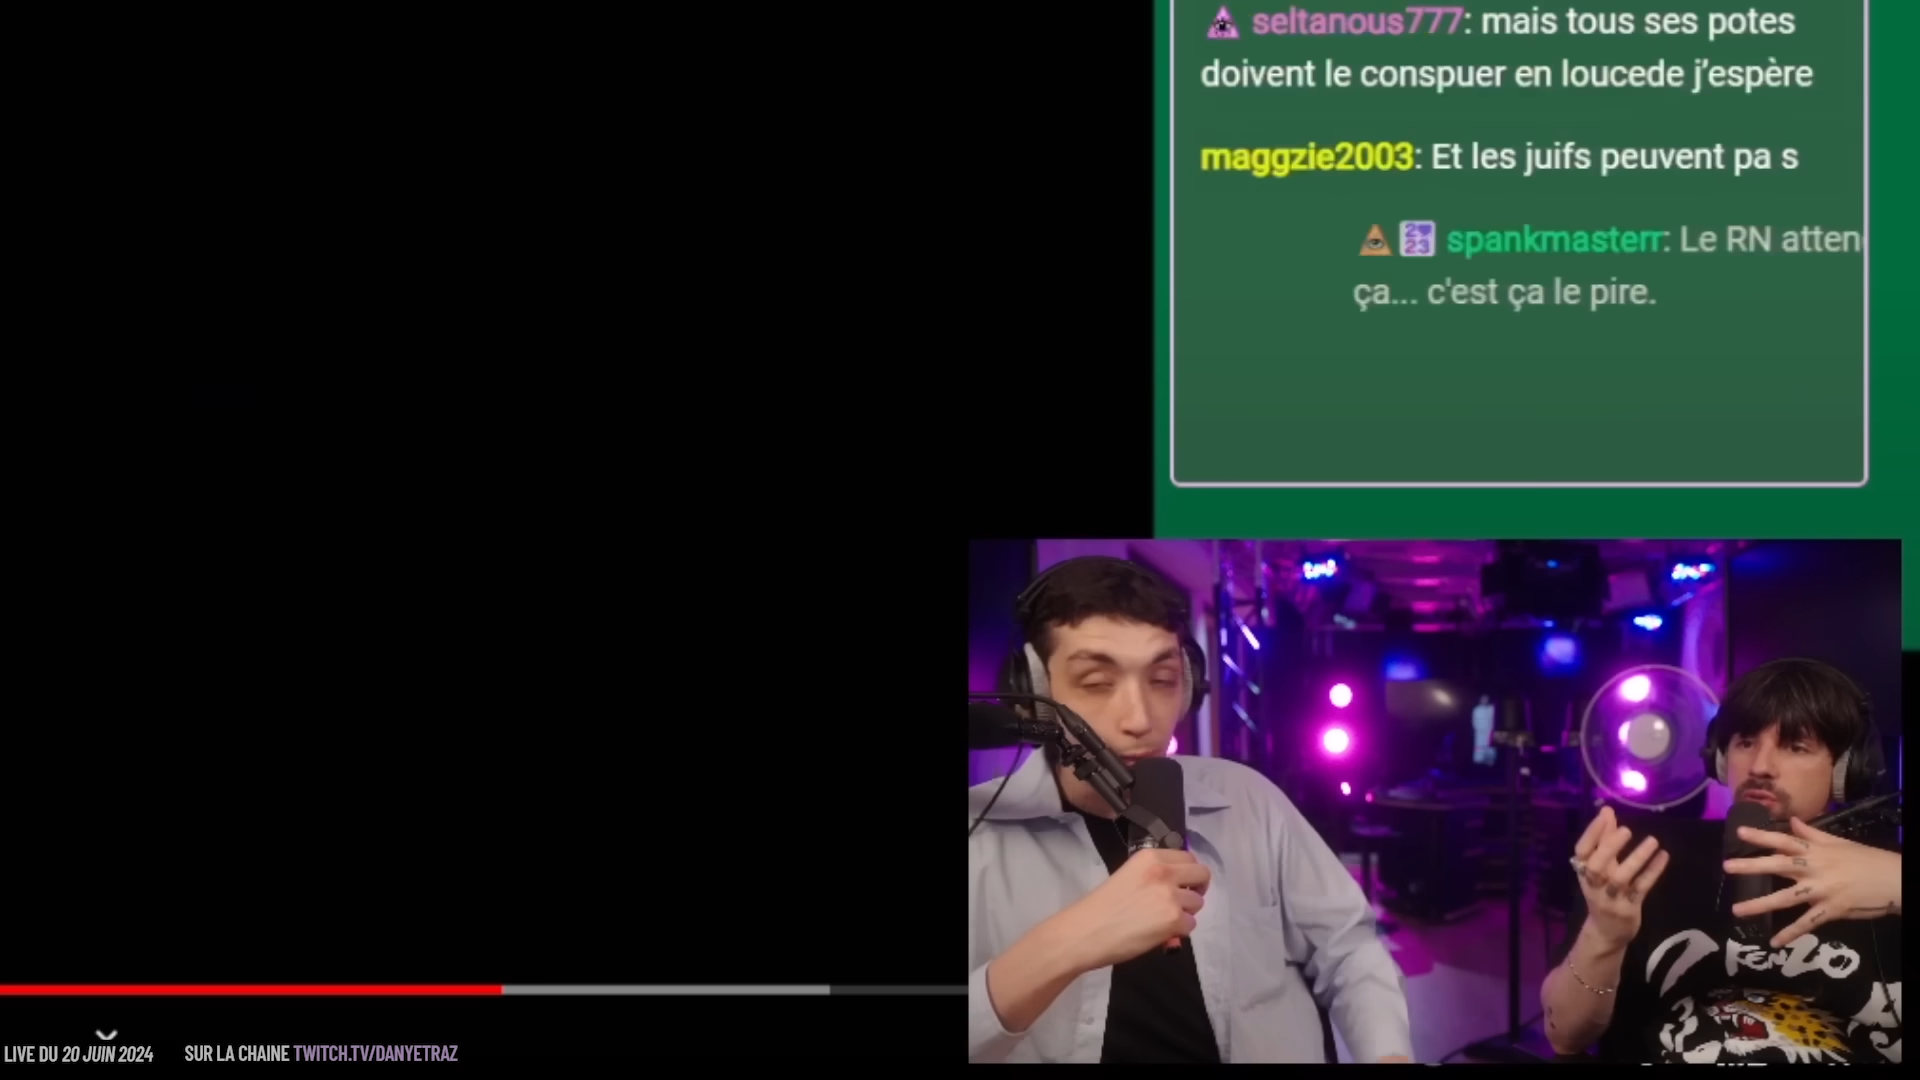 seltanous777: mais tous ses potes
doivent le conspuer en loucede j'espère
maggzie2003: Et les juifs peuvent pa s
2023 spankmasterr: Le RN atten
ça... c'est ça le pire.
KENZO
LIVE DU 20 JUIN 2024
SUR LA CHAINE TWITCH.TV/DANYETRAZ